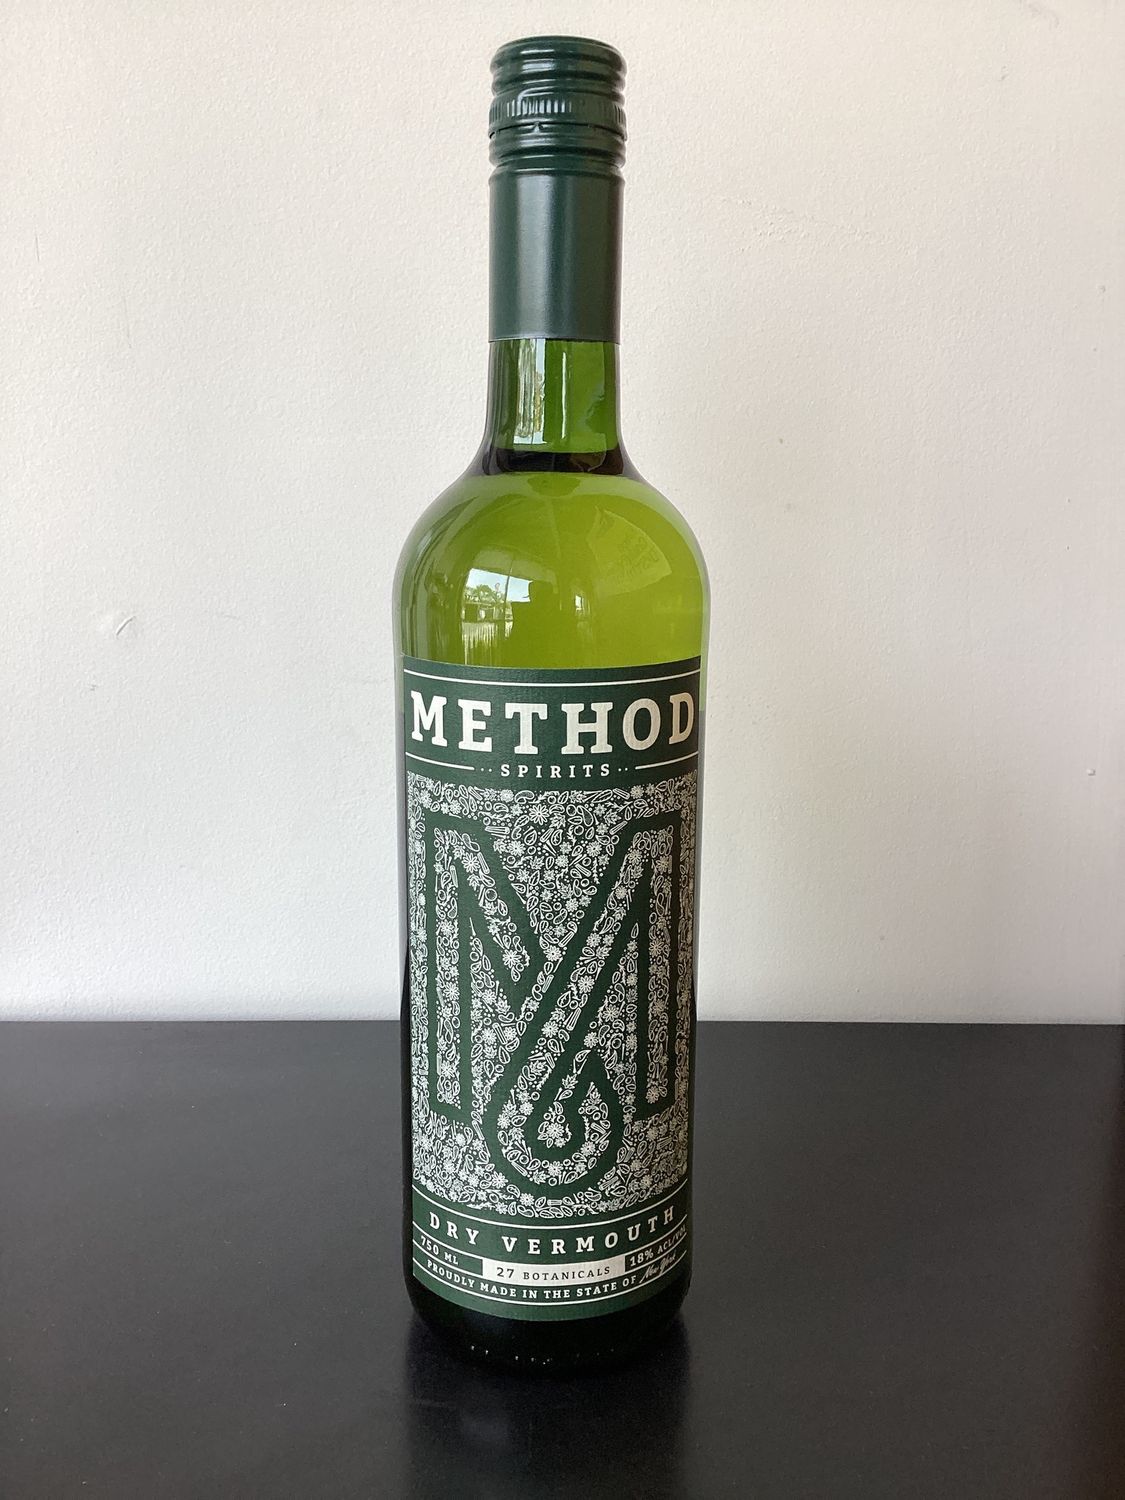 METHOD
SPIRITS
M
DRY VERMOUTH
750 ML
27 BOTANICALS
18% ALC/VOL
PROUDLY MADE IN THE STATE OF New York